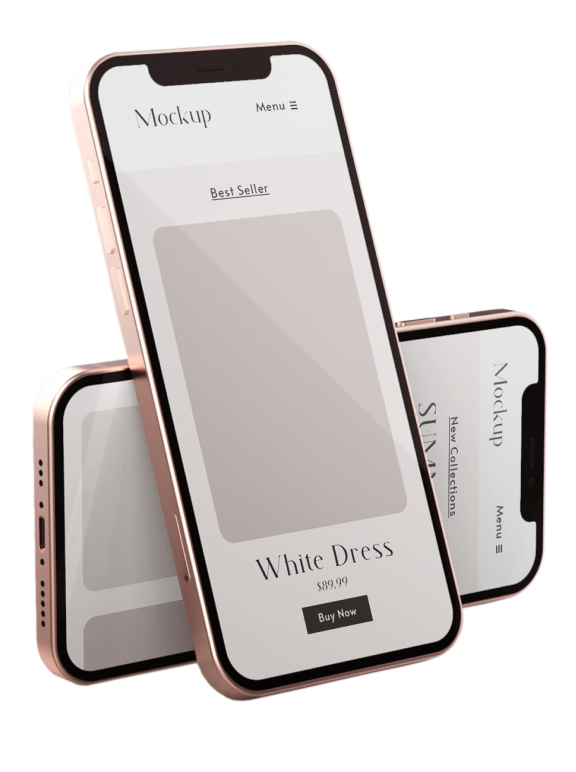 Mockup
Menu
Best Seller
White Dress
$89.99
Buy Now
Mockup
Menu
New Collections